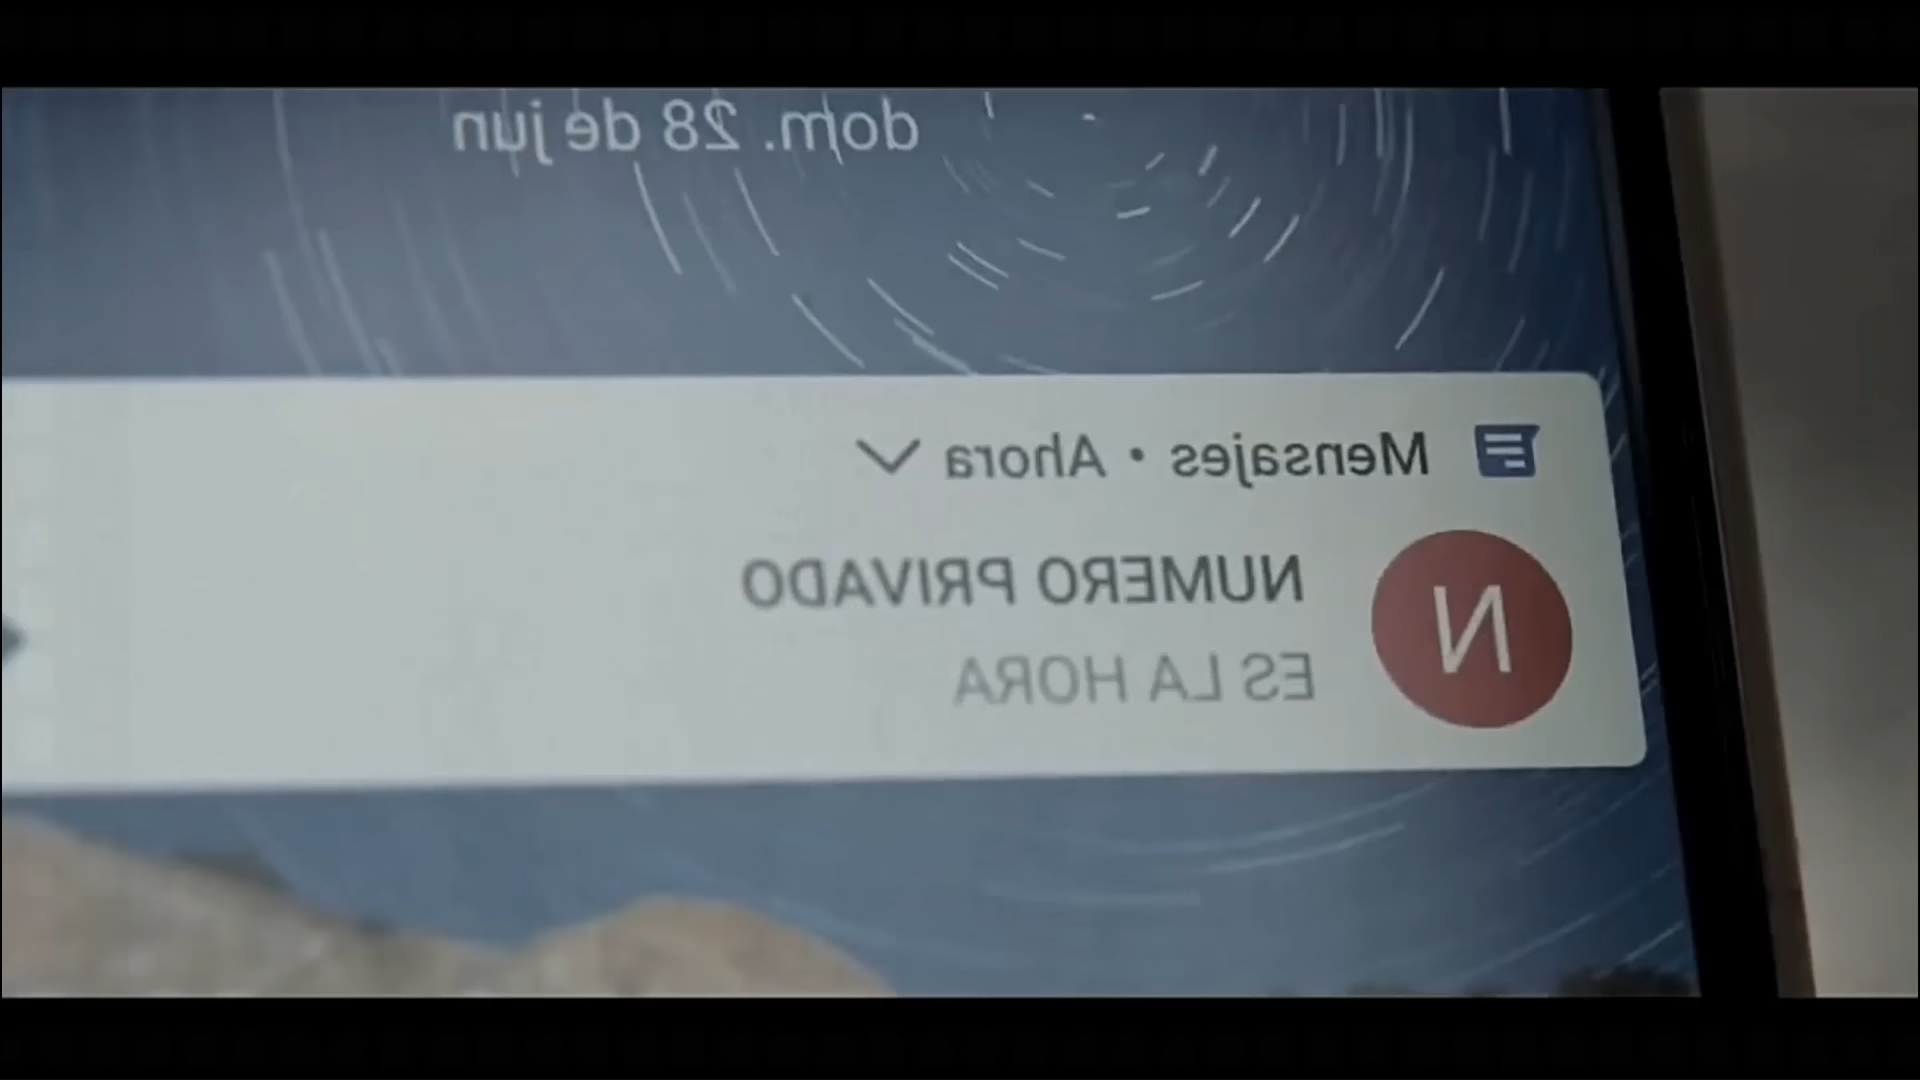 dom. 28 de jun
Mensajes • Ahora
N
NUMERO PRIVADO
ES LA HORA